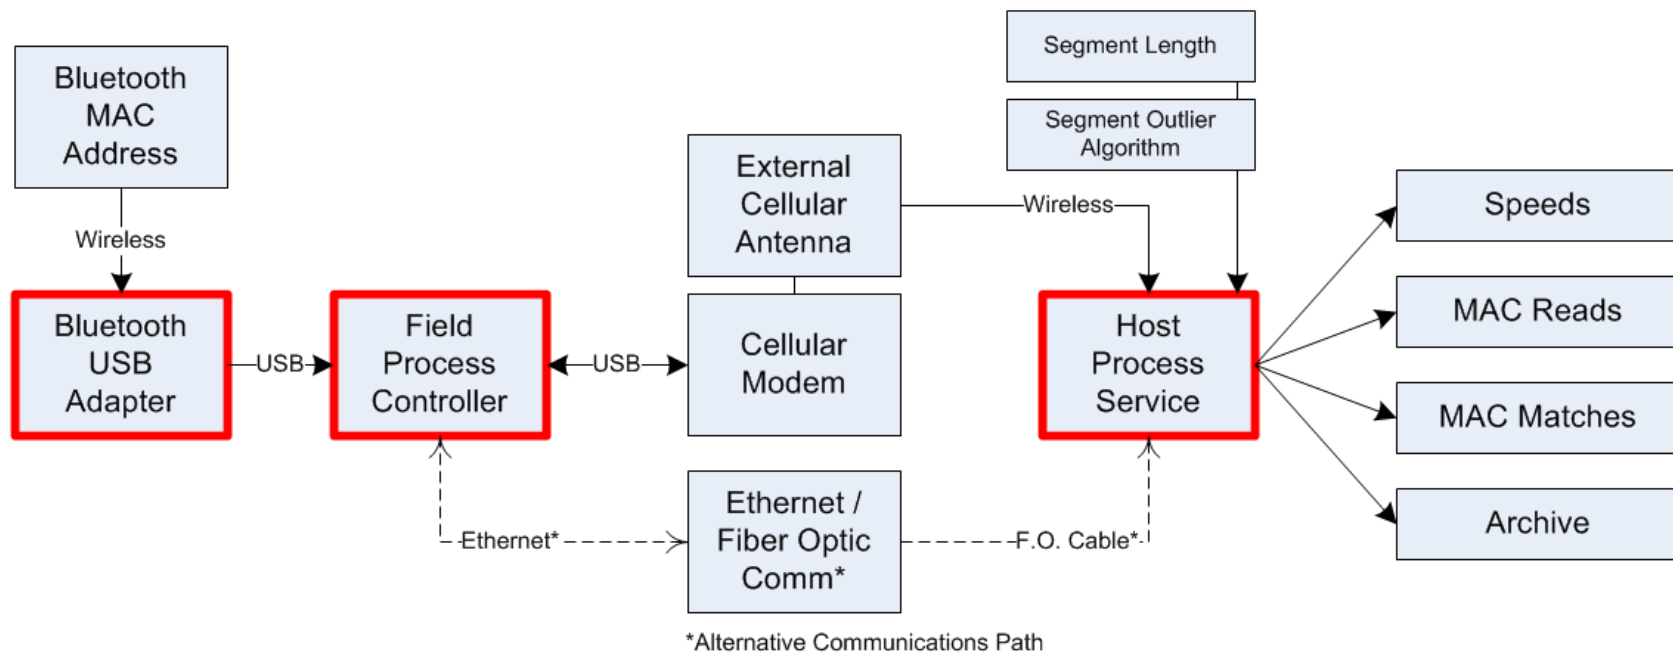 Bluetooth
MAC
Address
Wireless
Bluetooth
USB
Adapter
USB
Field
Process
Controller
USB
External
Cellular
Antenna
Cellular
Modem
Wireless
Segment Length
Segment Outlier
Algorithm
Host
Process
Service
Ethernet*
Ethernet /
Fiber Optic
Comm*
F.O. Cable*
Speeds
MAC Reads
MAC Matches
Archive
*Alternative Communications Path